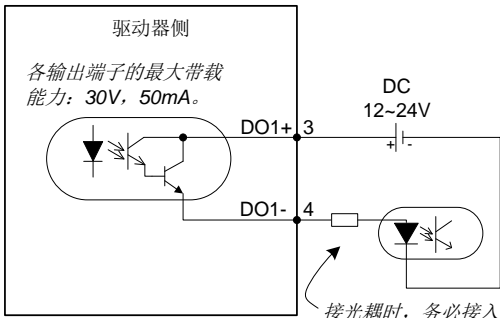 驱动器侧
各输出端子的最大带载
能力：30V，50mA。
DC
12~24V
DO1+ 3
+ -
DO1- 4
接光耦时，务必接入